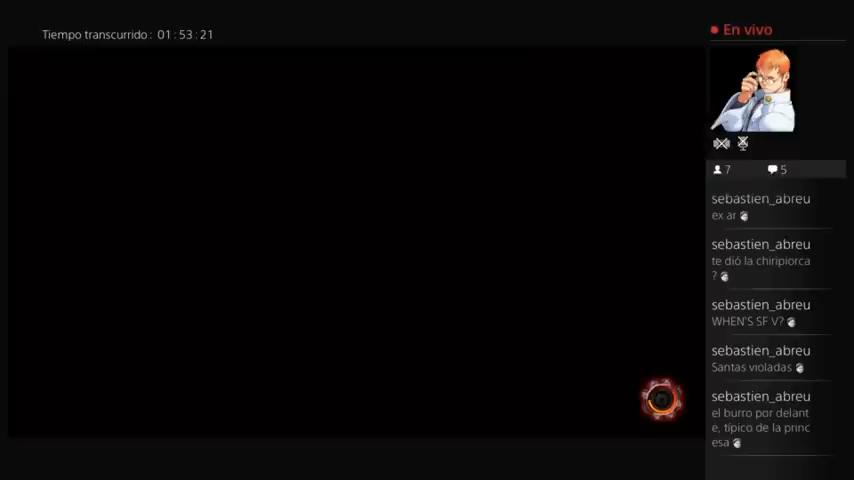 Tiempo transcurrido: 01:53:21
En vivo
7
5
sebastien_abreu
ex ar
sebastien_abreu
te dió la chiripiorca
?
sebastien_abreu
WHEN'S SF V?
sebastien_abreu
Santas violadas
sebastien_abreu
el burro por delant
e, típico de la princ
esa